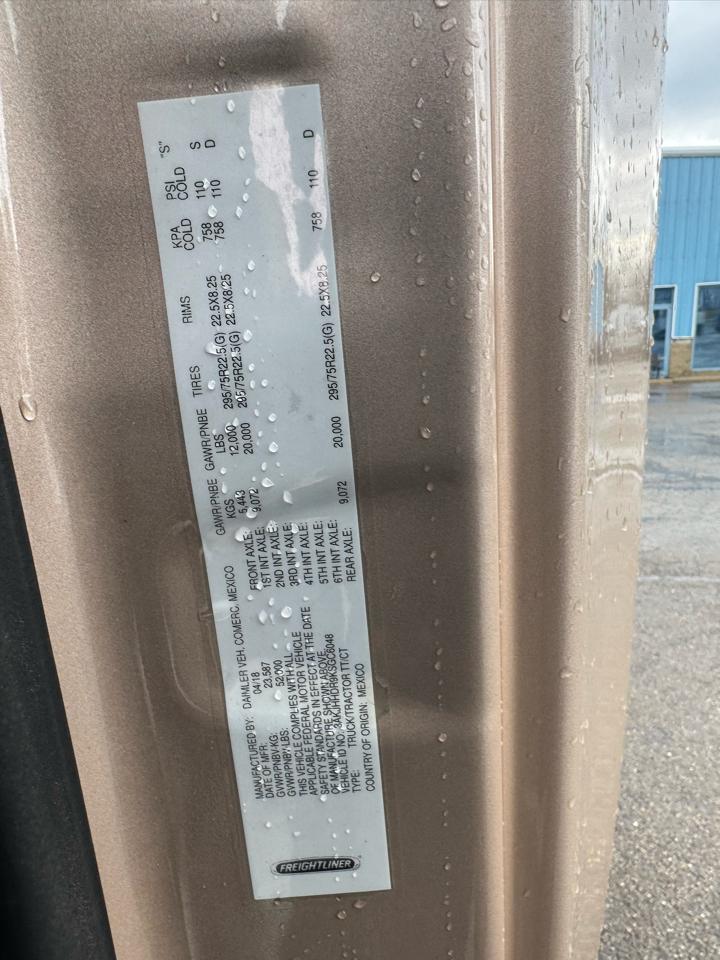 FREIGHTLINER
MANUFACTURED BY: DAIMLER VEH. COMERC. MEXICO
DATE OF MFR: 04/18
GVWR/PNBV-KG: 23,587
GVWR/PNBV LBS: 52,000
THIS VEHICLE COMPLIES WITH ALL
APPLICABLE FEDERAL MOTOR VEHICLE
SAFETY STANDARDS IN EFFECT AT THE DATE
OF MANUFACTURE SHOWN ABOVE.
VEHICLE ID NO.
TYPE: TRUCK/TRACTOR TT/CT
COUNTRY OF ORIGIN: MEXICO
GAWR/PNBE KGS GAWR/PNBE LBS TIRES RIMS KPA COLD PSI COLD "S"
FRONT AXLE: 5,443 12,000 295/75R22.5(G) 22.5X8.25 758 110 S
1ST INT AXLE: 9,072 20,000 295/75R22.5(G) 22.5X8.25 758 110 D
2ND INT AXLE:
3RD INT AXLE:
4TH INT AXLE:
5TH INT AXLE:
6TH INT AXLE:
REAR AXLE: 9,072 20,000 295/75R22.5(G) 22.5X8.25 758 110 D